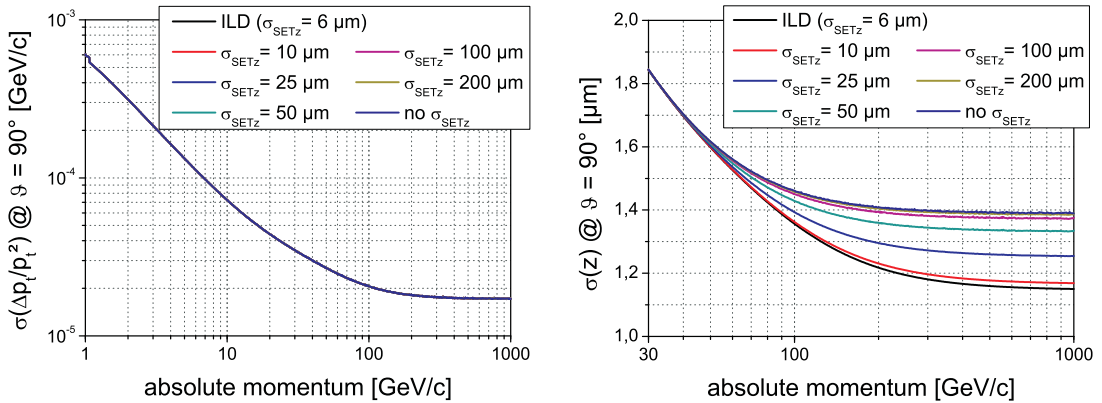 ILD (σSETz= 6 µm)
σSETz= 10 µm
σSETz= 100 µm
σSETz= 25 µm
σSETz= 200 µm
σSETz= 50 µm
no σSETz
10⁻³
10⁻⁴
10⁻⁵
σ(Δpt/pt²) @ ϑ = 90° [GeV/c]
1
10
100
1000
absolute momentum [GeV/c]
ILD (σSETz= 6 µm)
σSETz= 10 µm
σSETz= 100 µm
σSETz= 25 µm
σSETz= 200 µm
σSETz= 50 µm
no σSETz
2,0
1,8
1,6
1,4
1,2
1,0
σ(z) @ ϑ = 90° [µm]
30
100
1000
absolute momentum [GeV/c]